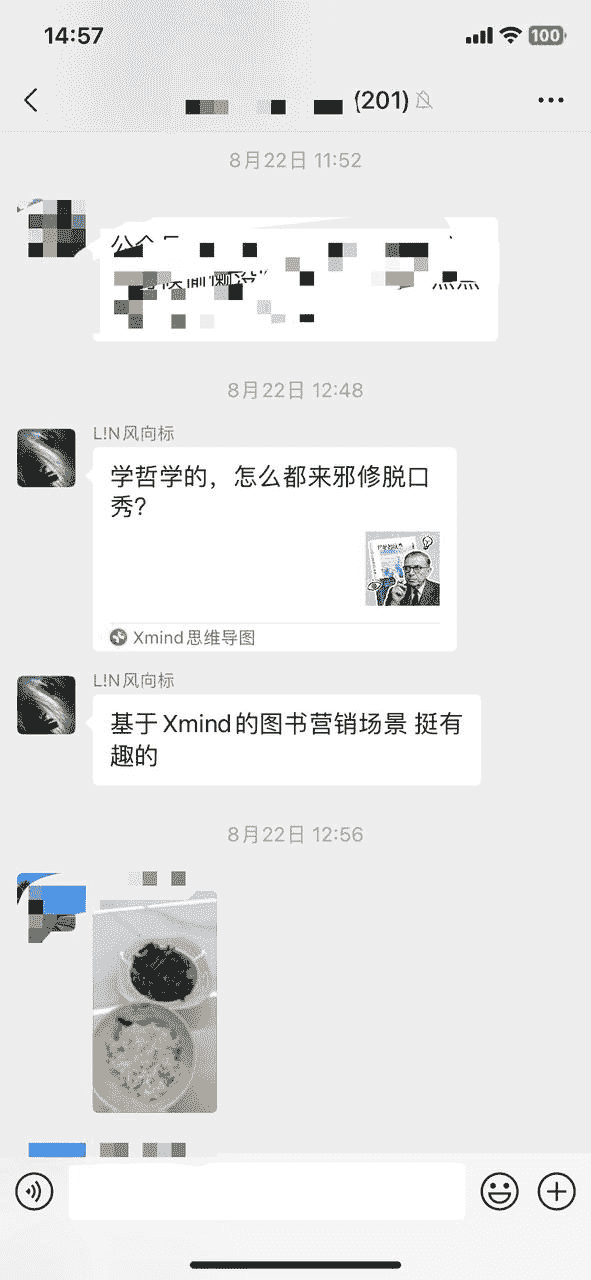 14:57
100
(201)
8月22日 11:52
8月22日 12:48
L!N风向标
学哲学的，怎么都来邪修脱口
秀？
Xmind思维导图
L!N风向标
基于Xmind的图书营销场景 挺有
趣的
8月22日 12:56